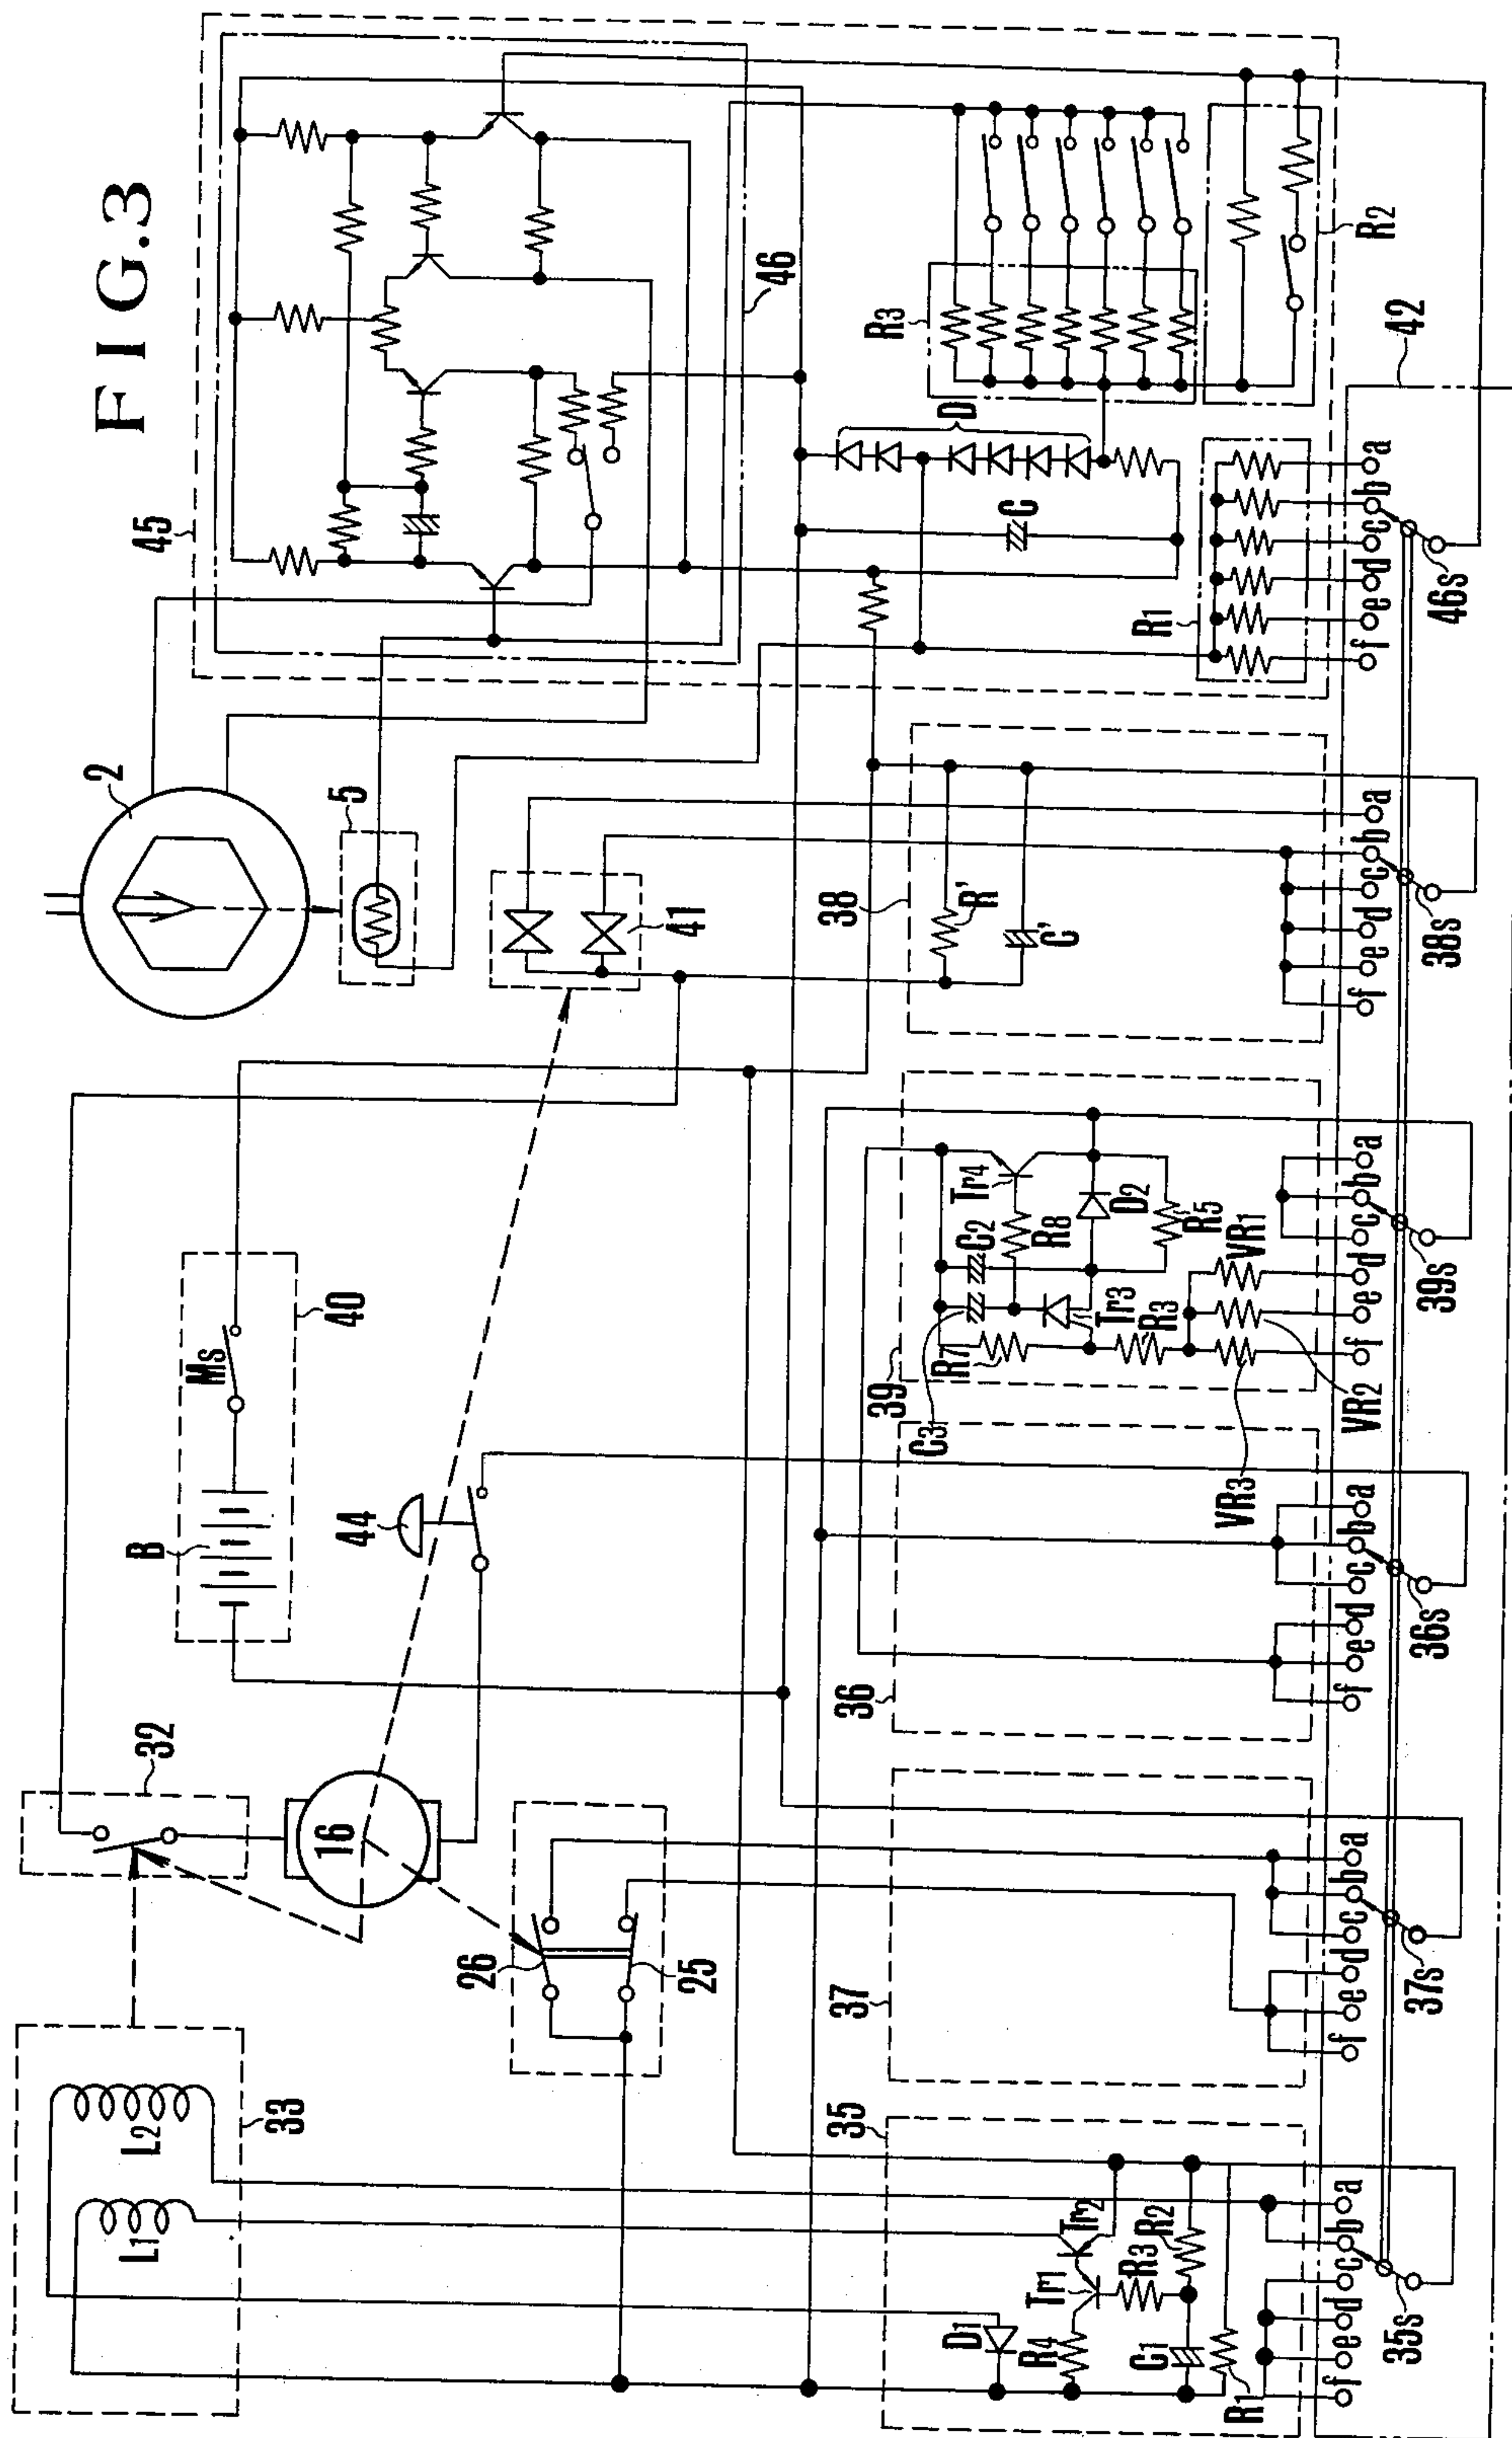 FIG.3
45
46
2
5
41
D
C
R3
R2
R1
42
a
b
c
d
e
f
46s
38
R'
C'
a
b
c
d
e
f
38s
40
Ms
B
44
39
R7
C3
C2
R8
Tr4
D2
R5
Tr3
R3
VR1
VR2
VR3
a
b
c
d
e
f
39s
36
a
b
c
d
e
f
36s
32
16
26
25
37
a
b
c
d
e
f
37s
33
L2
L1
35
D1
R4
Tr1
Tr2
R3
R2
C1
R1
a
b
c
d
e
f
35s